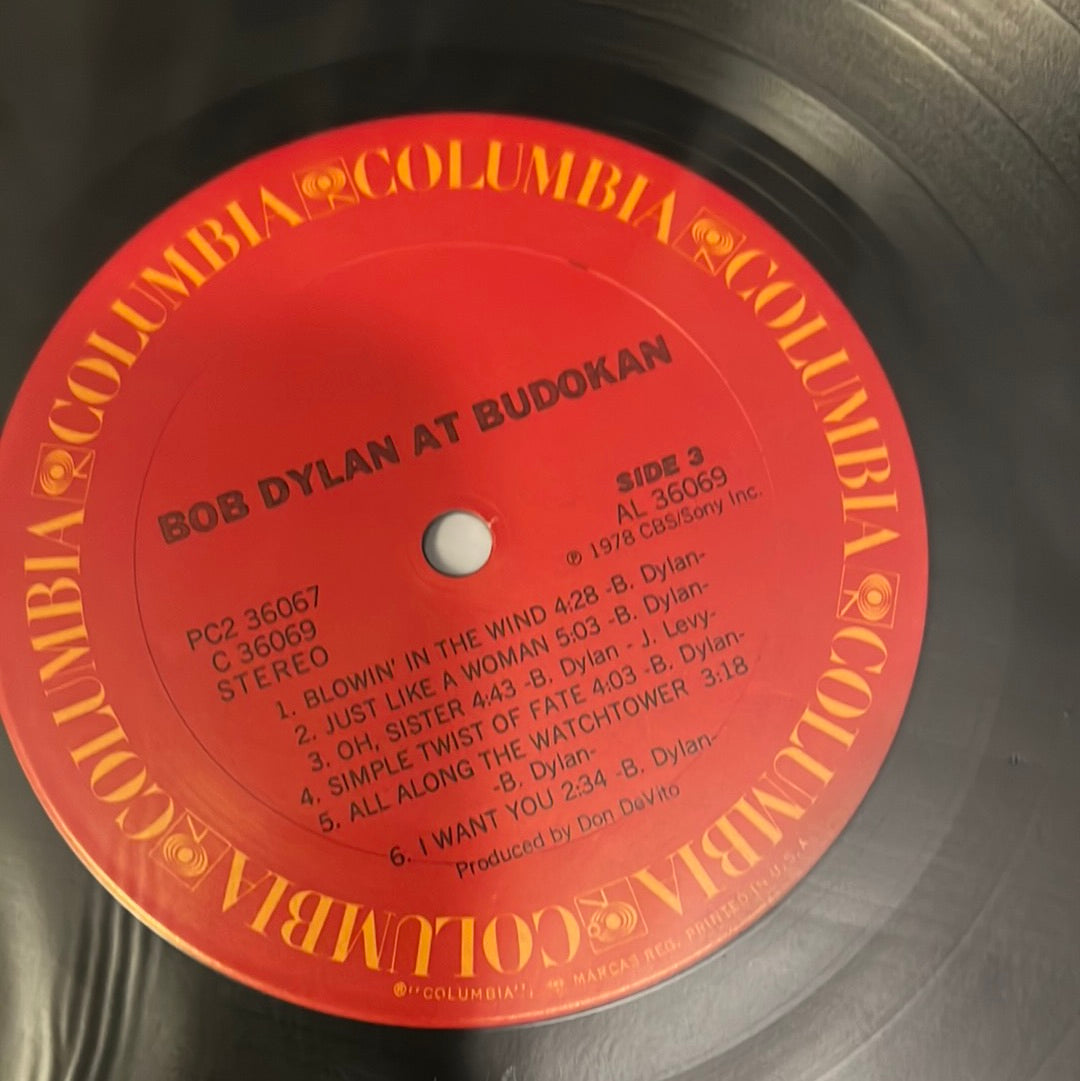 COLUMBIA COLUMBIA COLUMBIA COLUMBIA COLUMBIA COLUMBIA COLUMBIA
BOB DYLAN AT BUDOKAN
SIDE 3
AL 36069
℗ 1978 CBS/Sony Inc.
PC2 36067
C 36069
STEREO
1. BLOWIN' IN THE WIND 4:28 -B. Dylan-
2. JUST LIKE A WOMAN 5:03 -B. Dylan-
3. OH, SISTER 4:43 -B. Dylan - J. Levy-
4. SIMPLE TWIST OF FATE 4:03 -B. Dylan-
5. ALL ALONG THE WATCHTOWER 3:18
-B. Dylan-
6. I WANT YOU 2:34 -B. Dylan-
Produced by Don DeVito
®"COLUMBIA", MARCAS REG. PRINTED IN U.S.A.